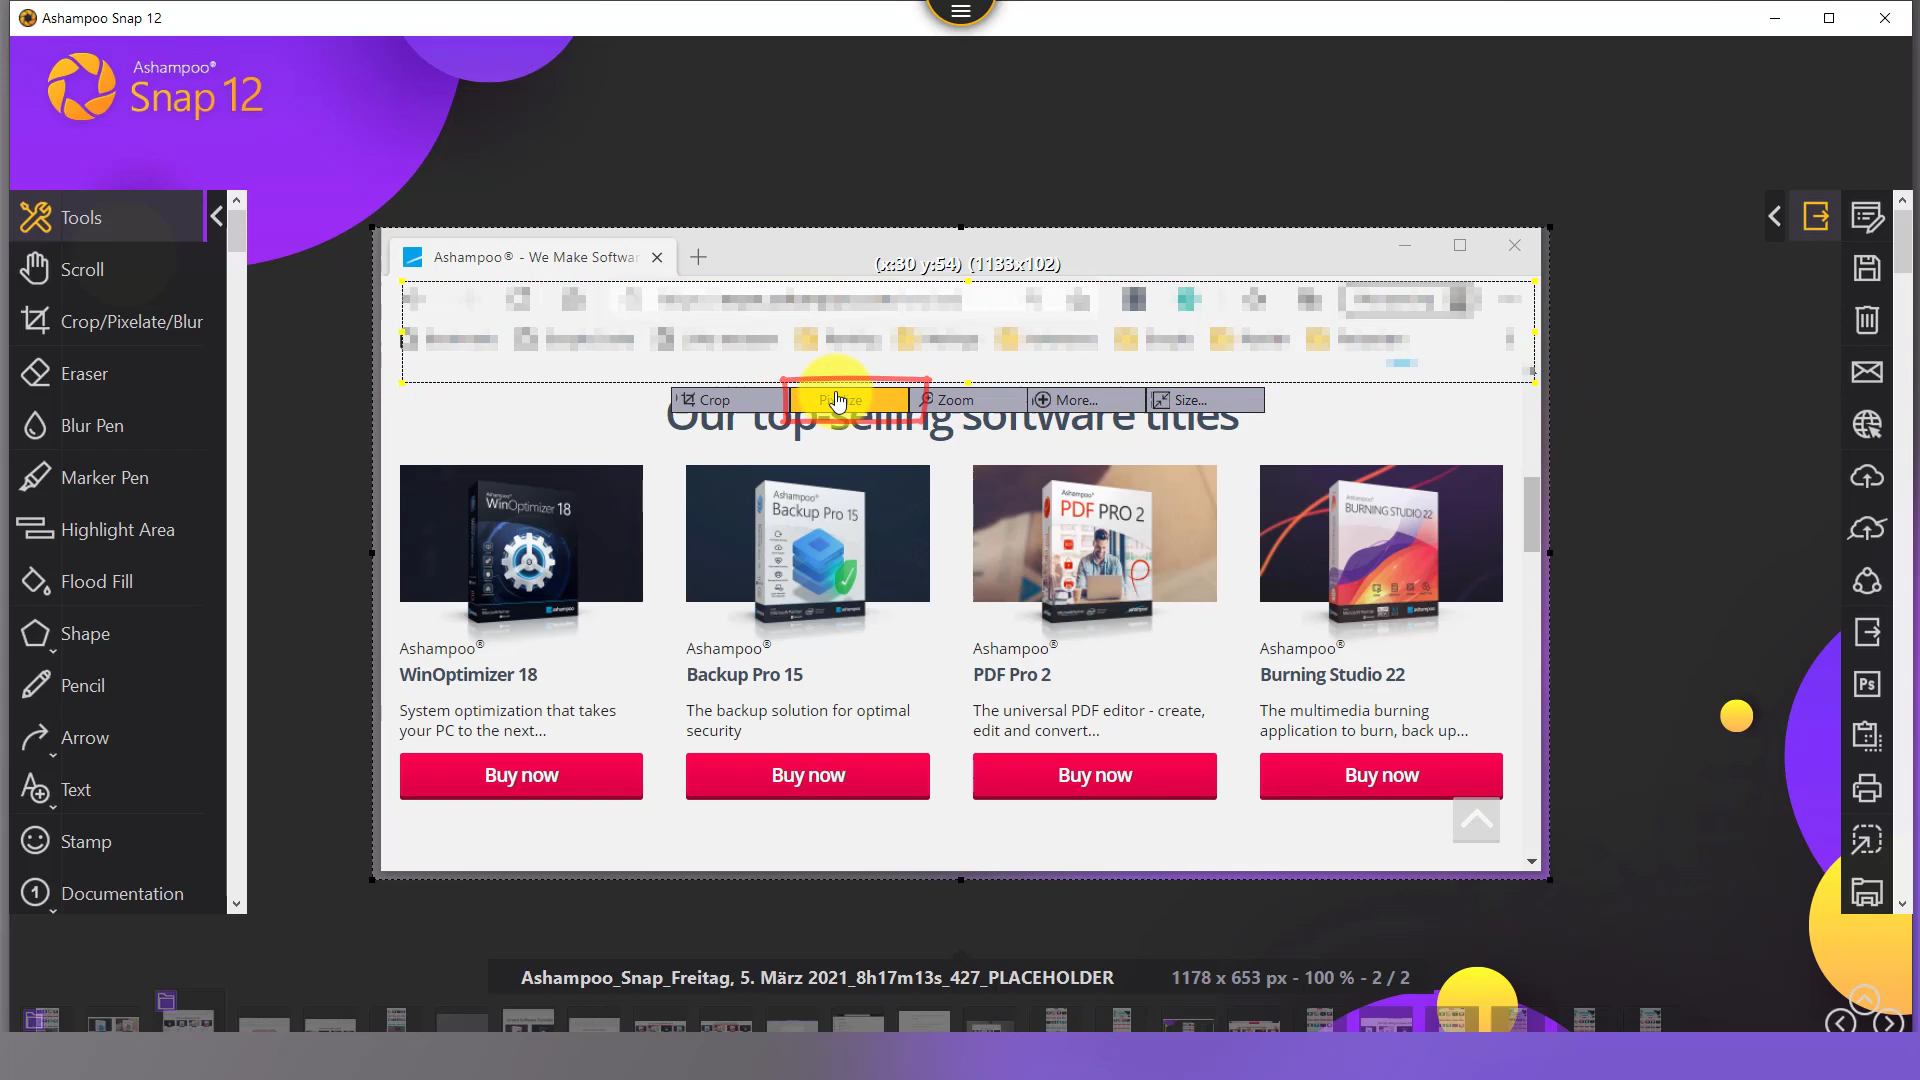 Ashampoo Snap 12
Ashampoo®
Snap 12
Tools
Scroll
Crop/Pixelate/Blur
Eraser
Blur Pen
Marker Pen
Highlight Area
Flood Fill
Shape
Pencil
Arrow
Text
Stamp
1 Documentation
Ashampoo® - We Make Softwar
(x:30 y:54) (1133x102)
Crop
Zoom
More...
Size...
Our top-selling software titles
Ashampoo®
WinOptimizer 18
Ashampoo®
Backup Pro 15
Ashampoo®
PDF PRO 2
Ashampoo®
BURNING STUDIO 22
Ashampoo®
WinOptimizer 18
System optimization that takes
your PC to the next...
Buy now
Ashampoo®
Backup Pro 15
The backup solution for optimal
security
Buy now
Ashampoo®
PDF Pro 2
The universal PDF editor - create,
edit and convert...
Buy now
Ashampoo®
Burning Studio 22
The multimedia burning
application to burn, back up...
Buy now
Ps
Ashampoo_Snap_Freitag, 5. März 2021_8h17m13s_427_PLACEHOLDER
1178 x 653 px - 100 % - 2 / 2